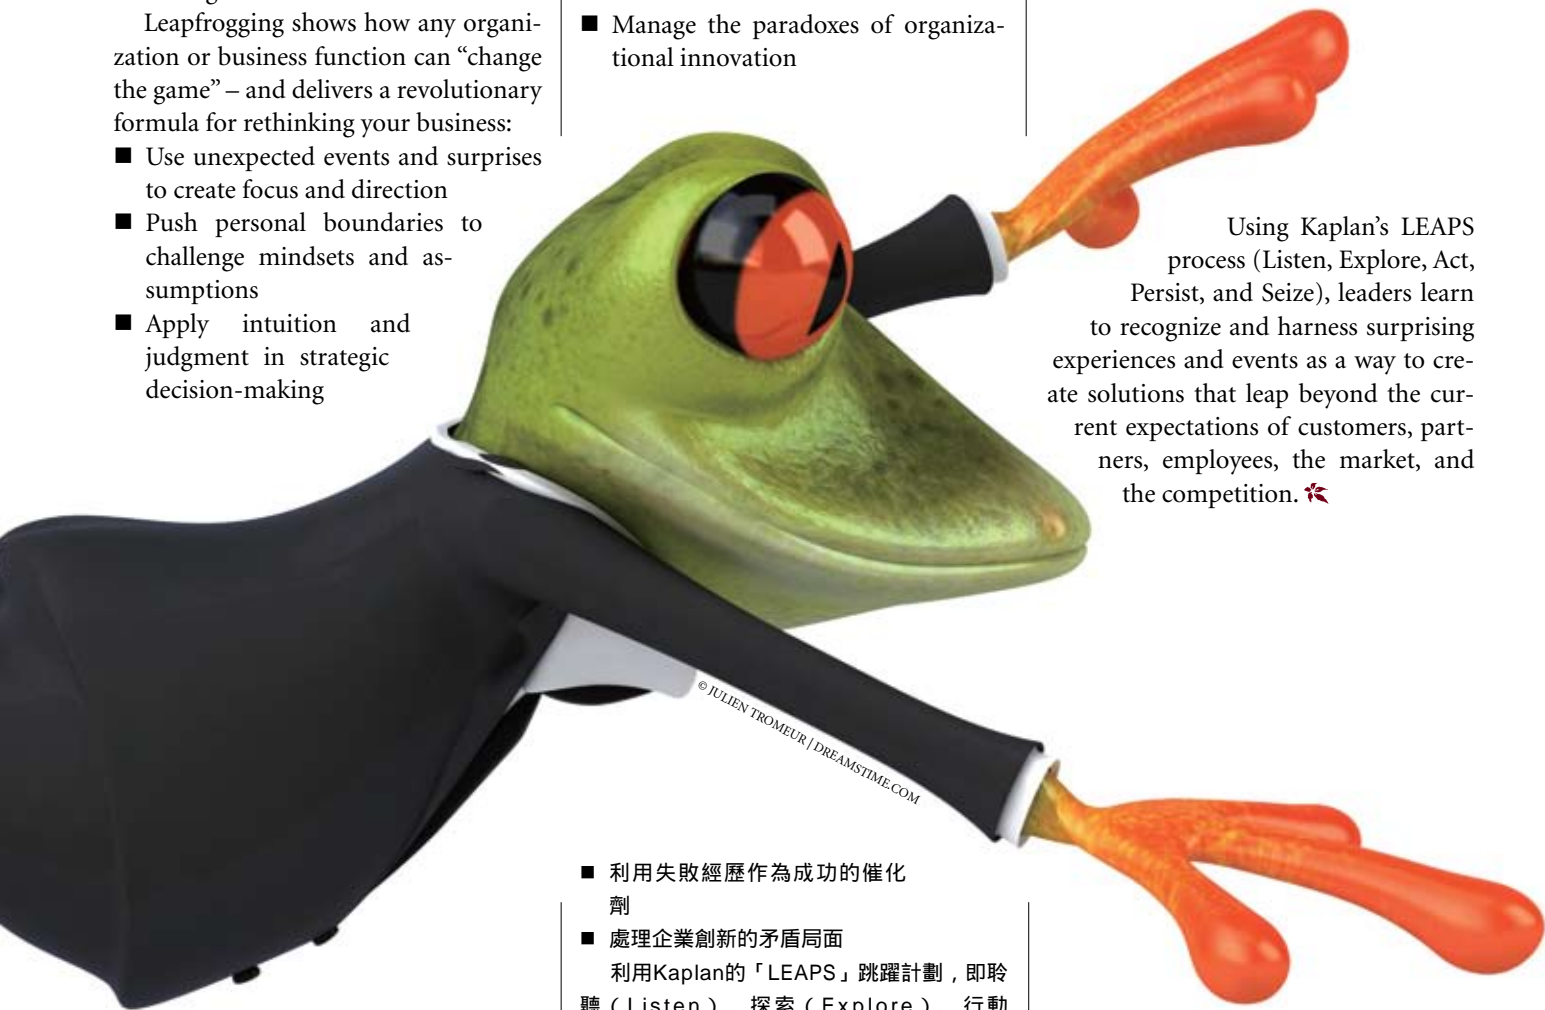 Leapfrogging shows how any organi-
zation or business function can “change
the game” – and delivers a revolutionary
formula for rethinking your business:
■ Use unexpected events and surprises
to create focus and direction
■ Push personal boundaries to
challenge mindsets and as-
sumptions
■ Apply intuition and
judgment in strategic
decision-making
■ Manage the paradoxes of organiza-
tional innovation
Using Kaplan’s LEAPS
process (Listen, Explore, Act,
Persist, and Seize), leaders learn
to recognize and harness surprising
experiences and events as a way to cre-
ate solutions that leap beyond the cur-
rent expectations of customers, part-
ners, employees, the market, and
the competition.
© JULIEN TROMEUR | DREAMSTIME.COM
■ 利用失敗經歷作為成功的催化
劑
■ 處理企業創新的矛盾局面
利用Kaplan的「LEAPS」跳躍計劃，即聆
聽（Listen） 探索（Explore） 行動